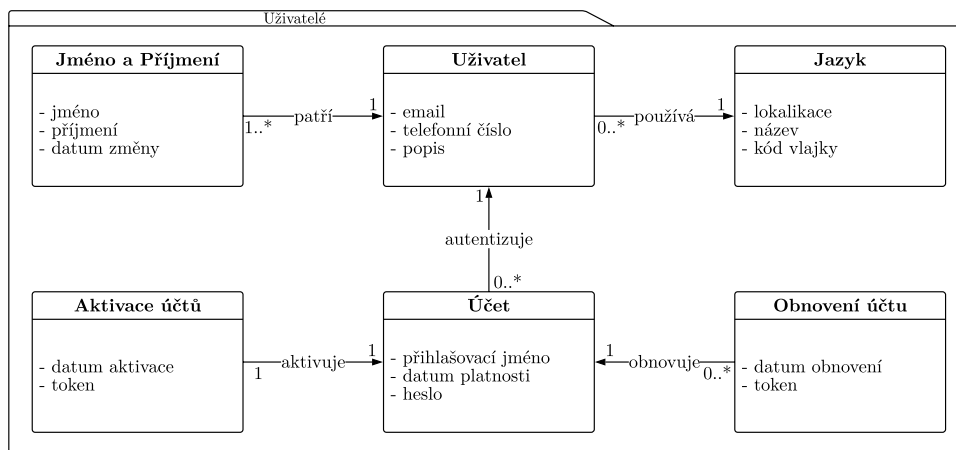 Uživatelé
Jméno a Příjmení
- jméno
- příjmení
- datum změny
1..*
patří
1
Uživatel
- email
- telefonní číslo
- popis
0..*
používá
1
Jazyk
- lokalikace
- název
- kód vlajky
1
autentizuje
0..*
Aktivace účtů
- datum aktivace
- token
1
aktivuje
1
Účet
- přihlašovací jméno
- datum platnosti
- heslo
1
obnovuje
0..*
Obnovení účtu
- datum obnovení
- token